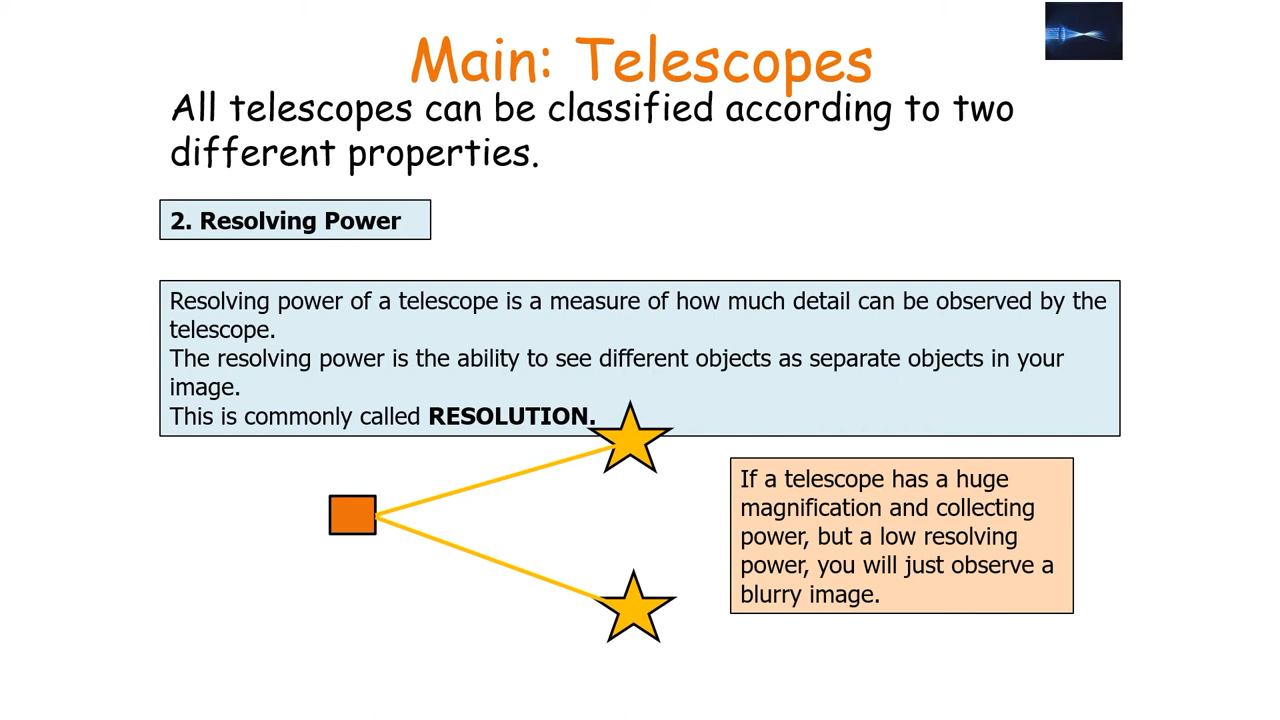 Main: Telescopes
All telescopes can be classified according to two
different properties.
2. Resolving Power
Resolving power of a telescope is a measure of how much detail can be observed by the
telescope.
The resolving power is the ability to see different objects as separate objects in your
image.
This is commonly called RESOLUTION.
If a telescope has a huge
magnification and collecting
power, but a low resolving
power, you will just observe a
blurry image.